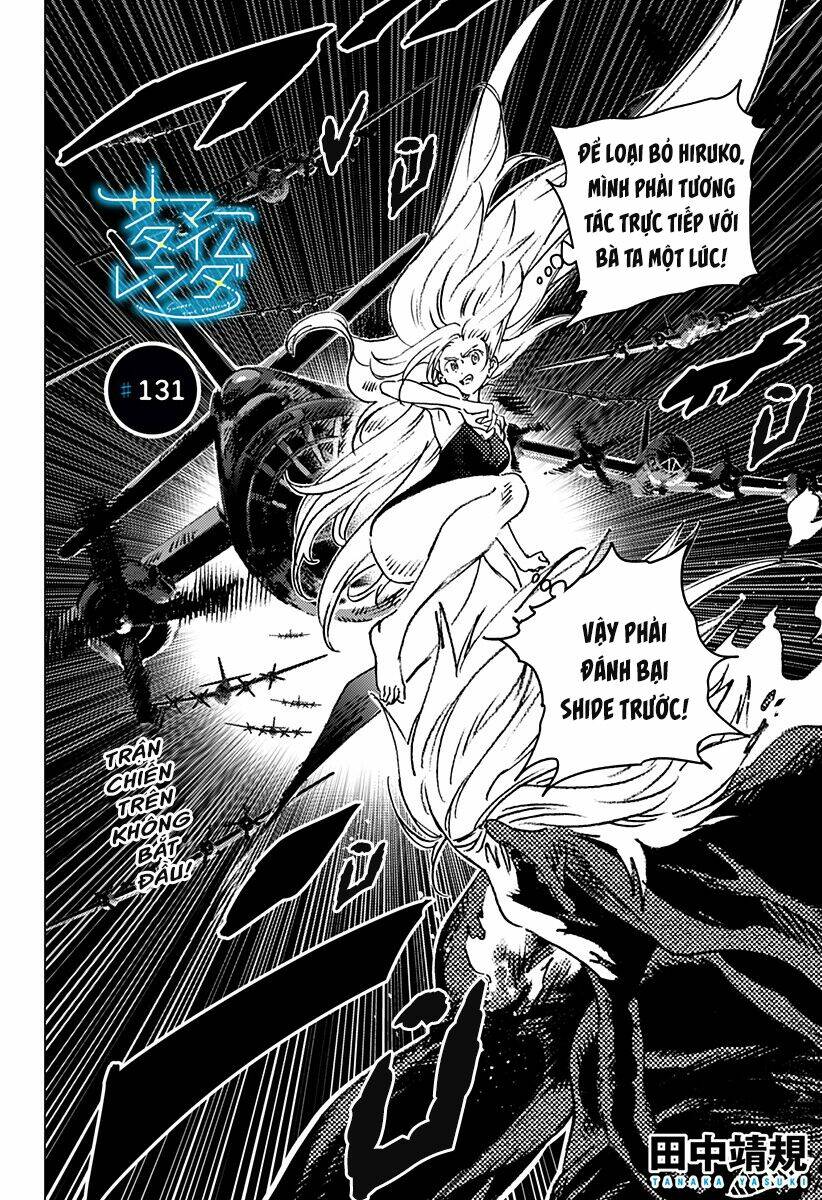 ĐỂ LOẠI BỎ HIRUKO,
MÌNH PHẢI TƯƠNG
TÁC TRỰC TIẾP VỚI
BÀ TA MỘT LÚC!
サマータイム
レンダ
#131
VẬY PHẢI
ĐÁNH BẠI
SHIDE TRƯỚC!
TRẬN
CHIẾN
TRÊN
KHÔNG
BẮT
ĐẦU!
田中靖規
TANAKA YASUKI